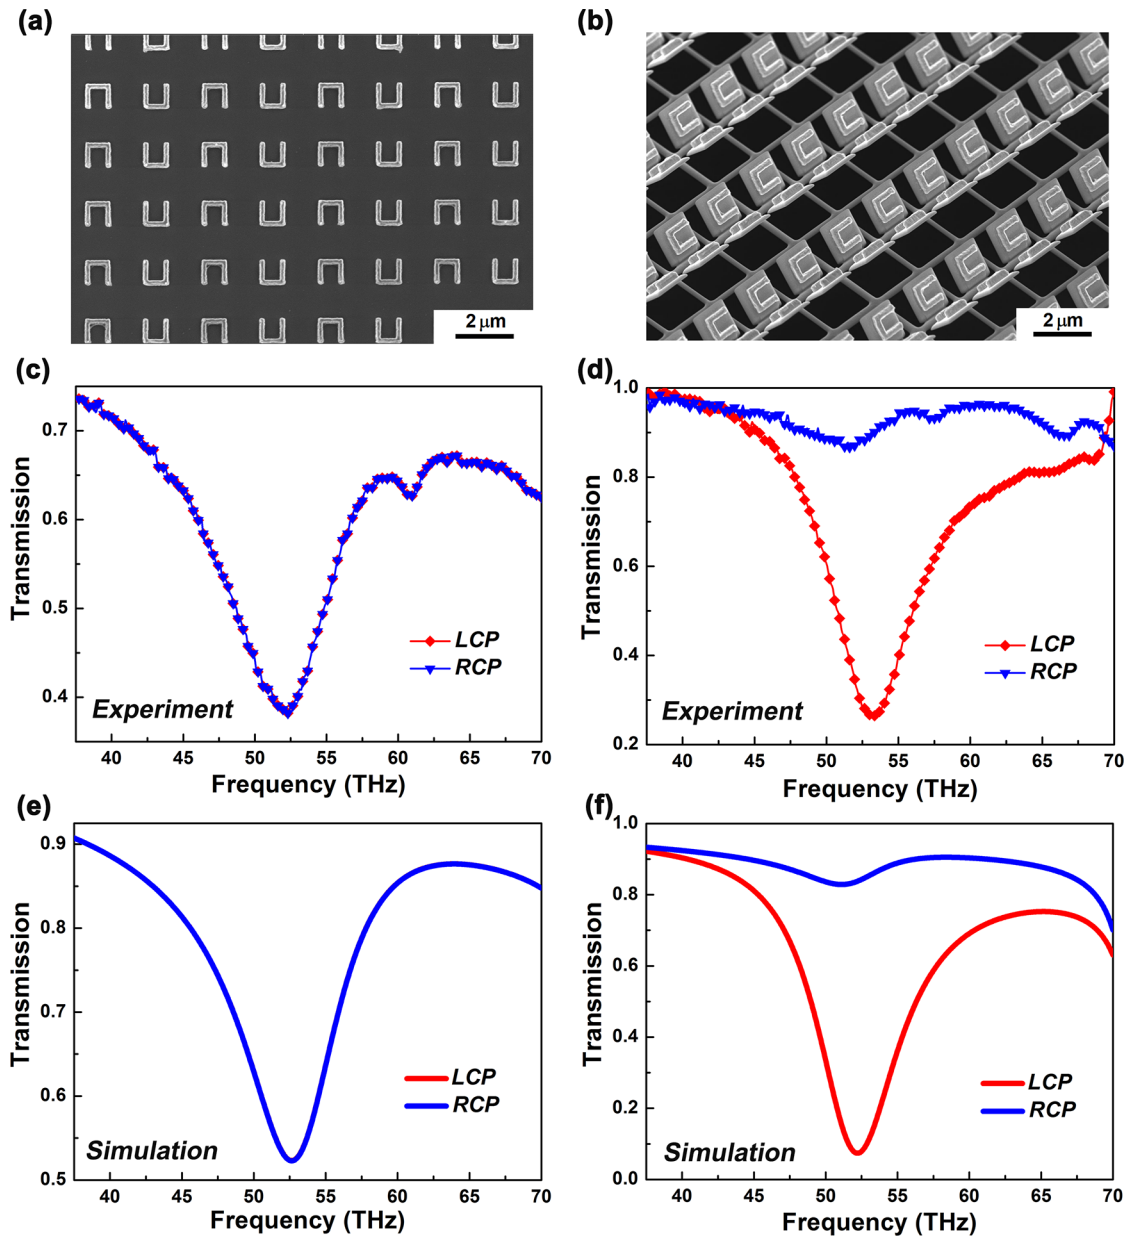 (a)
(b)
2 μm
2 μm
(c)
(d)
0.7
0.6
0.5
0.4
Transmission
LCP
RCP
Experiment
40 45 50 55 60 65 70
Frequency (THz)
1.0
0.8
0.6
0.4
0.2
Transmission
LCP
RCP
Experiment
40 45 50 55 60 65 70
Frequency (THz)
(e)
(f)
0.9
0.8
0.7
0.6
0.5
Transmission
LCP
RCP
Simulation
40 45 50 55 60 65 70
Frequency (THz)
1.0
0.8
0.6
0.4
0.2
0.0
Transmission
LCP
RCP
Simulation
40 45 50 55 60 65 70
Frequency (THz)